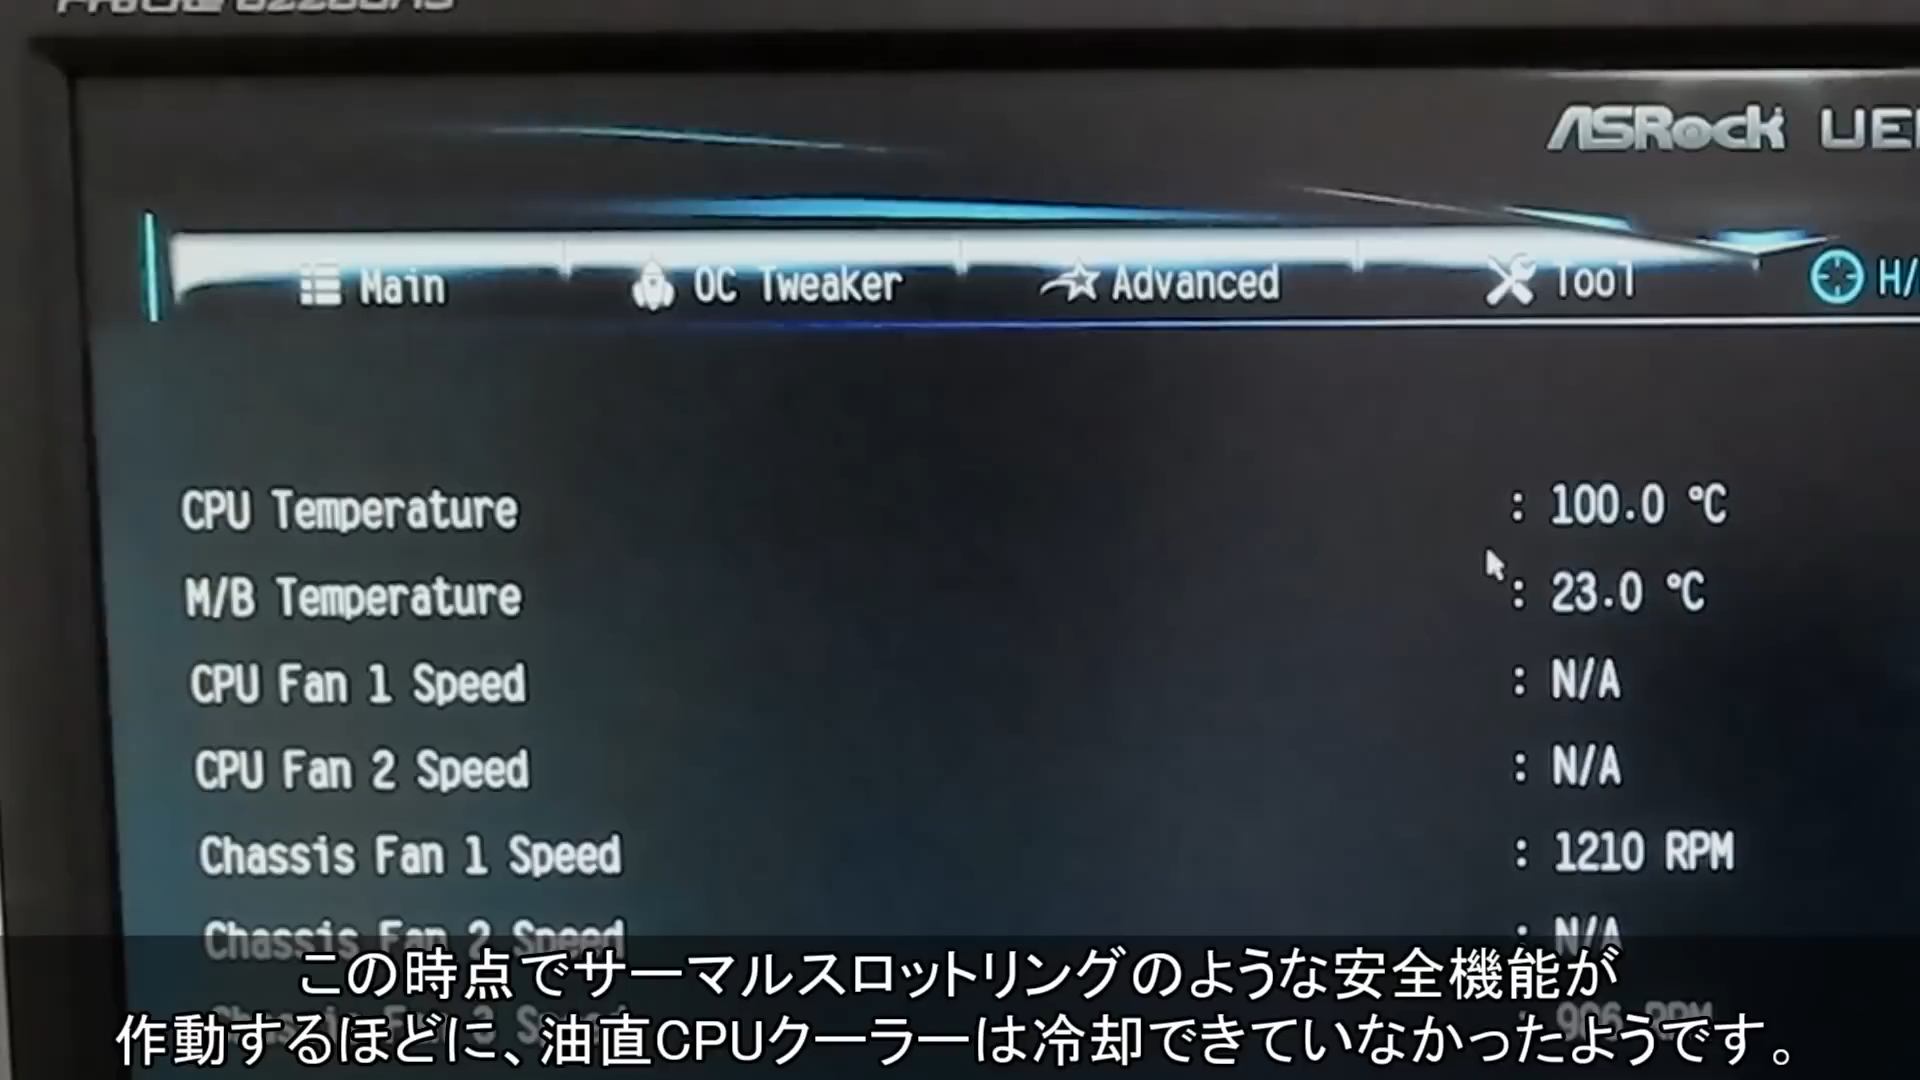 ASRock
Main
OC Tweaker
Advanced
Tool
CPU Temperature : 100.0 °C
M/B Temperature : 23.0 °C
CPU Fan 1 Speed : N/A
CPU Fan 2 Speed : N/A
Chassis Fan 1 Speed : 1210 RPM
Chassis Fan 2 Speed : N/A
この時点でサーマルスロットリングのような安全機能が
作動するほどに、油直CPUクーラーは冷却できていなかったようです。